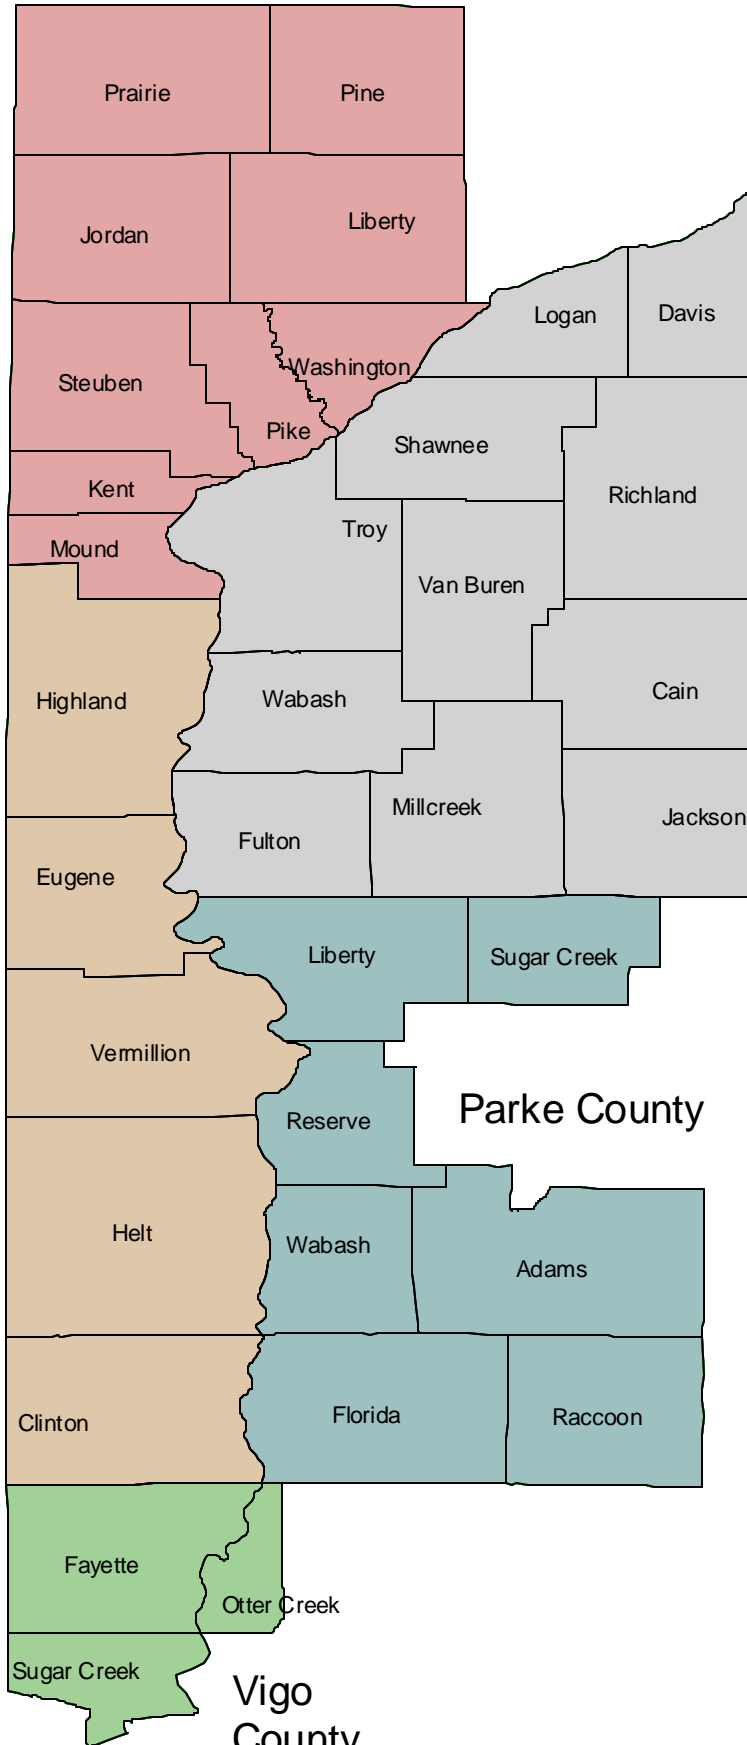 Prairie
Pine
Jordan
Liberty
Logan
Davis
Washington
Steuben
Pike
Shawnee
Kent
Richland
Troy
Mound
Van Buren
Highland
Wabash
Cain
Millcreek
Jackson
Fulton
Eugene
Liberty
Sugar Creek
Vermillion
Parke County
Reserve
Helt
Wabash
Adams
Clinton
Florida
Raccoon
Fayette
Otter Creek
Sugar Creek
Vigo
County